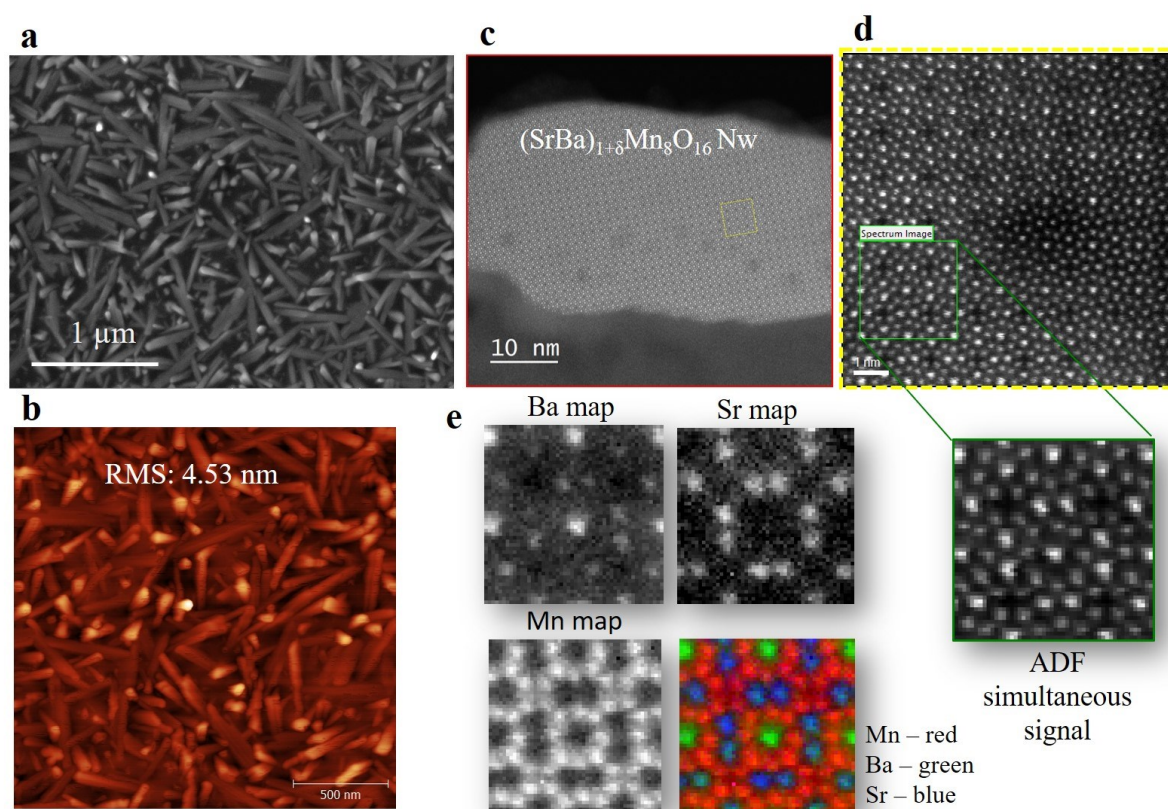 a
1 µm
c
(SrBa)1+δMn8O16 Nw
10 nm
d
Spectrum Image
1 nm
b
RMS: 4.53 nm
500 nm
e
Ba map
Sr map
Mn map
Mn – red
Ba – green
Sr – blue
ADF
simultaneous
signal